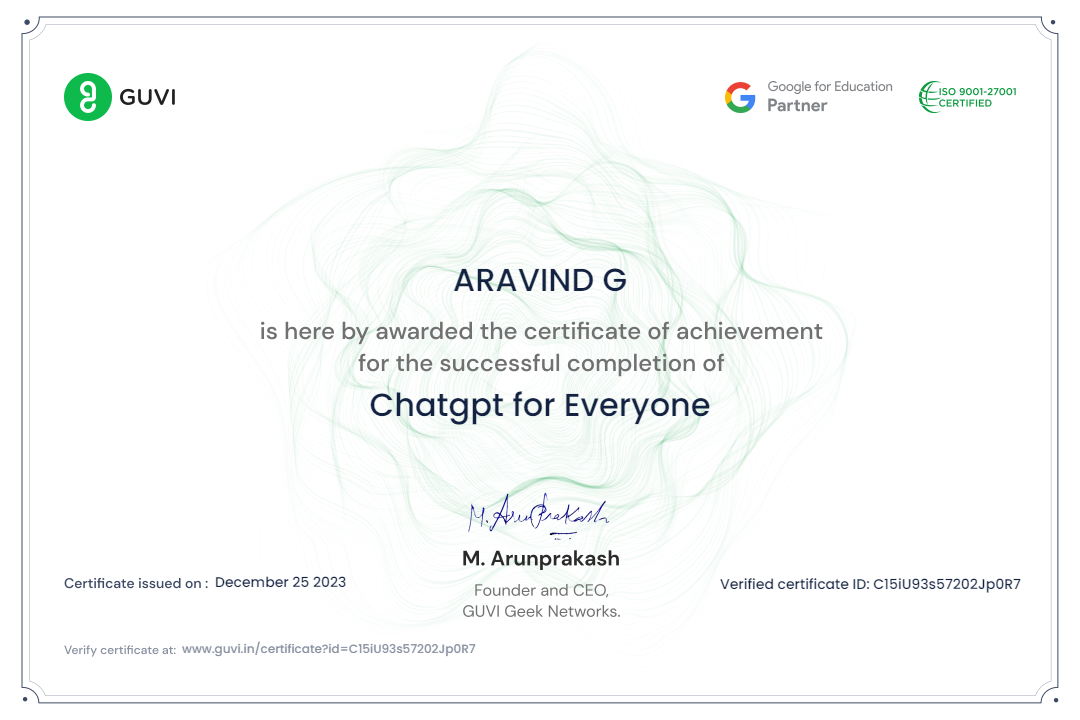 GUVI
Google for Education
Partner
ISO 9001-27001
CERTIFIED
ARAVIND G
is here by awarded the certificate of achievement
for the successful completion of
Chatgpt for Everyone
M. Arunprakash
M. Arunprakash
Founder and CEO,
GUVI Geek Networks.
Certificate issued on : December 25 2023
Verified certificate ID: C15iU93s57202Jp0R7
Verify certificate at: www.guvi.in/certificate?id=C15iU93s57202Jp0R7